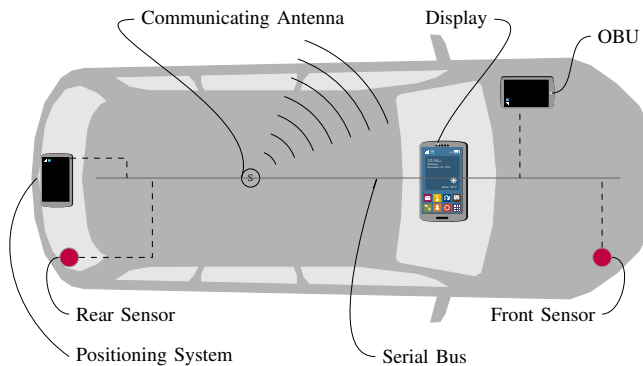 Communicating Antenna
Display
OBU
S
Rear Sensor
Front Sensor
Positioning System
Serial Bus